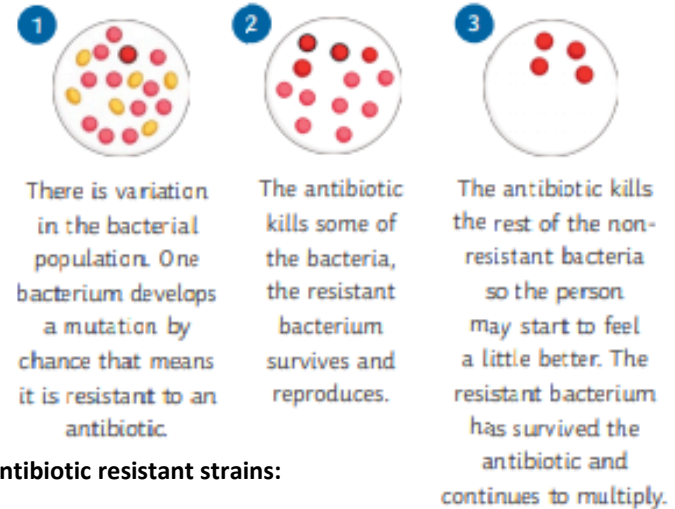 1
There is variation
in the bacterial
population. One
bacterium develops
a mutation by
chance that means
it is resistant to an
antibiotic.
2
The antibiotic
kills some of
the bacteria,
the resistant
bacterium
survives and
reproduces.
3
The antibiotic kills
the rest of the non-
resistant bacteria
so the person
may start to feel
a little better. The
resistant bacterium
has survived the
antibiotic and
continues to multiply.
ntibiotic resistant strains: